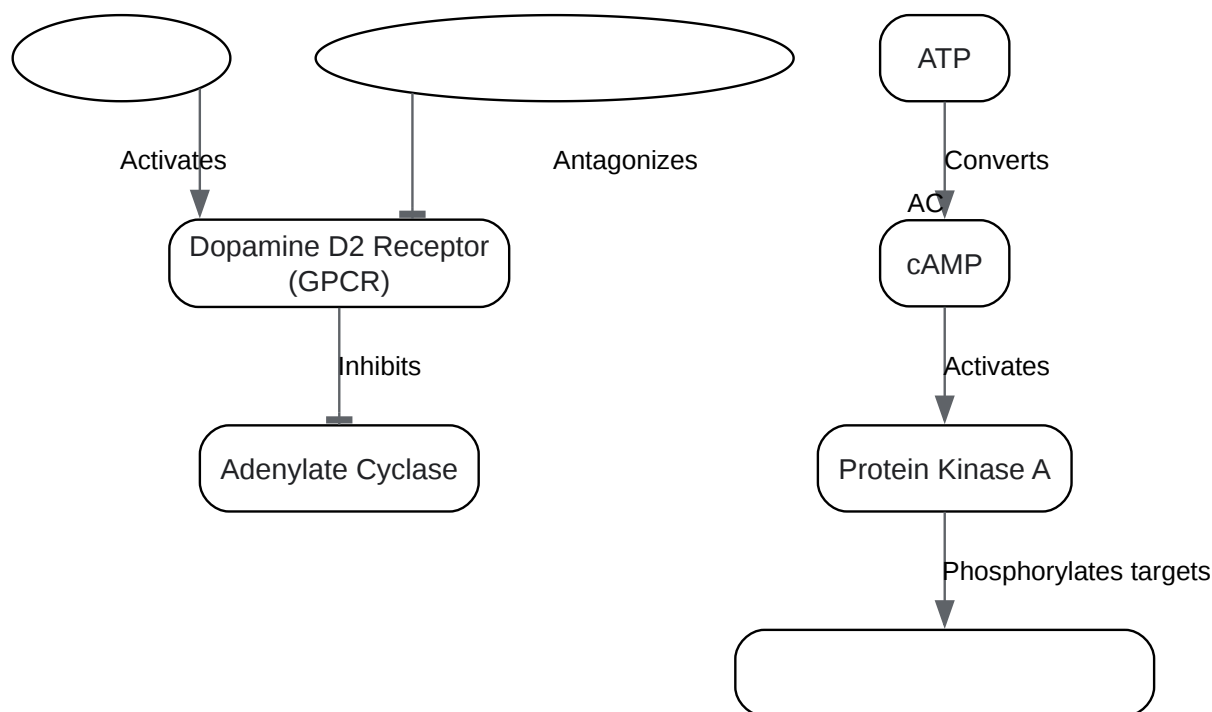 ATP
Activates
Antagonizes
Converts
AC
Dopamine D2 Receptor
(GPCR)
cAMP
Inhibits
Activates
Adenylate Cyclase
Protein Kinase A
Phosphorylates targets